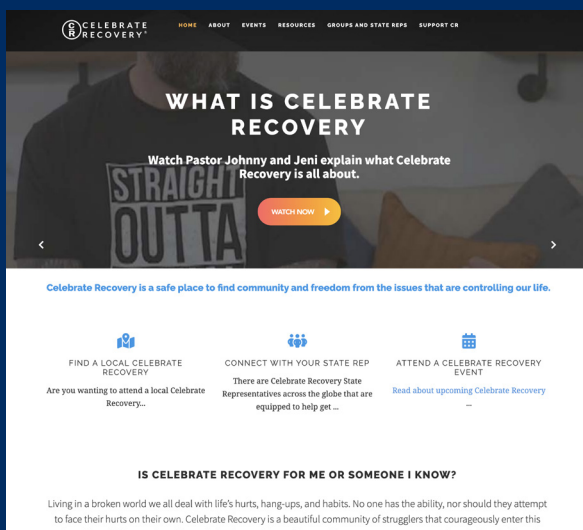 CELEBRATE
RECOVERY®
HOME ABOUT EVENTS RESOURCES GROUPS AND STATE REPS SUPPORT CR
WHAT IS CELEBRATE
RECOVERY
Watch Pastor Johnny and Jeni explain what Celebrate
Recovery is all about.
STRAIGHT
OUTTA
WATCH NOW
Celebrate Recovery is a safe place to find community and freedom from the issues that are controlling our life.
FIND A LOCAL CELEBRATE
RECOVERY
Are you wanting to attend a local Celebrate
Recovery...
CONNECT WITH YOUR STATE REP
There are Celebrate Recovery State
Representatives across the globe that are
equipped to help get ...
ATTEND A CELEBRATE RECOVERY
EVENT
Read about upcoming Celebrate Recovery
...
IS CELEBRATE RECOVERY FOR ME OR SOMEONE I KNOW?
Living in a broken world we all deal with life's hurts, hang-ups, and habits. No one has the ability, nor should they attempt
to face their hurts on their own. Celebrate Recovery is a beautiful community of strugglers that courageously enter this